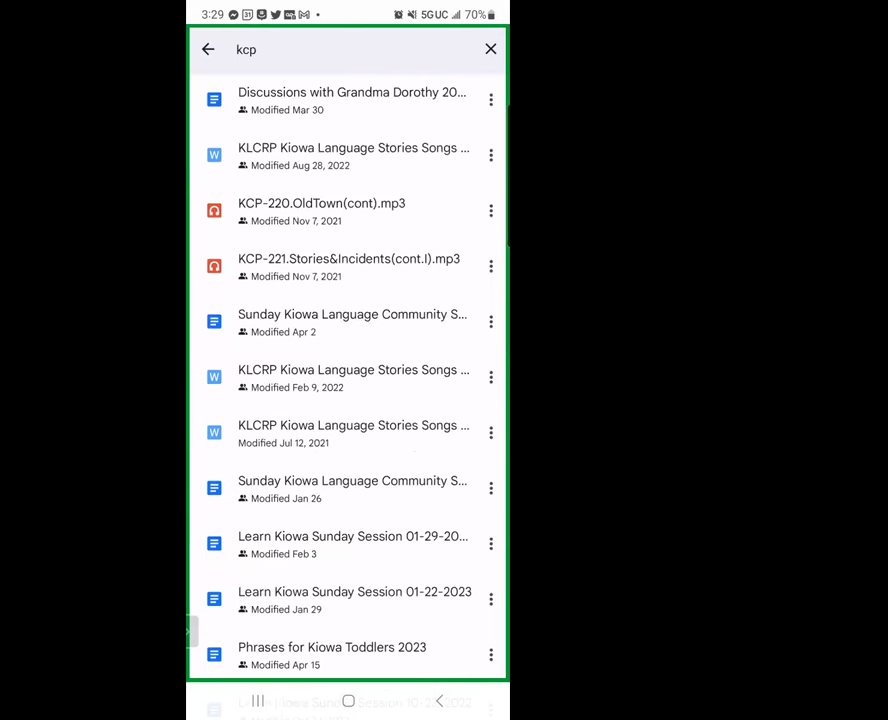 3:29
5GUC
70%
kcp
Discussions with Grandma Dorothy 20...
Modified Mar 30
KLCRP Kiowa Language Stories Songs ...
Modified Aug 28, 2022
KCP-220.OldTown(cont).mp3
Modified Nov 7, 2021
KCP-221.Stories&Incidents(cont.I).mp3
Modified Nov 7, 2021
Sunday Kiowa Language Community S...
Modified Apr 2
KLCRP Kiowa Language Stories Songs ...
Modified Feb 9, 2022
KLCRP Kiowa Language Stories Songs ...
Modified Jul 12, 2021
Sunday Kiowa Language Community S...
Modified Jan 26
Learn Kiowa Sunday Session 01-29-20...
Modified Feb 3
Learn Kiowa Sunday Session 01-22-2023
Modified Jan 29
Phrases for Kiowa Toddlers 2023
Modified Apr 15